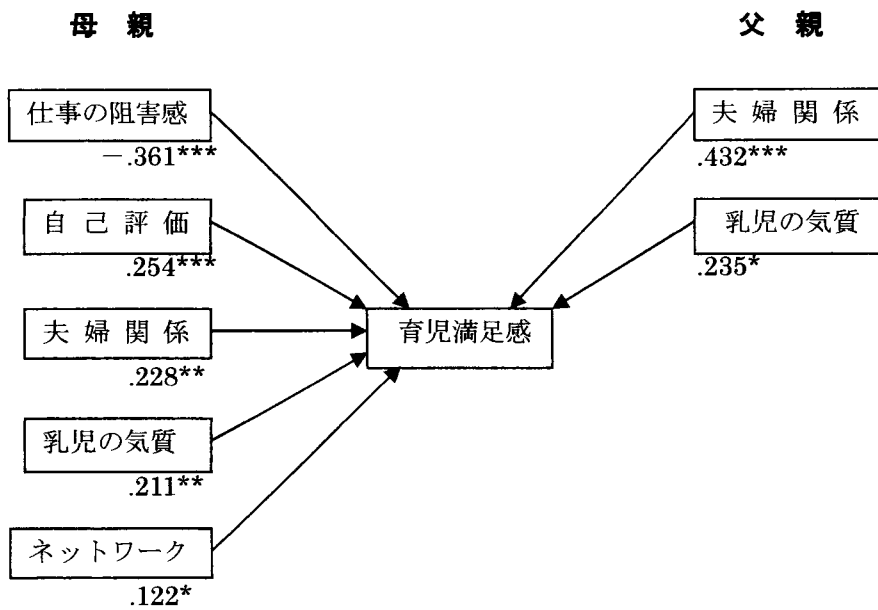 母 親
仕事の阻害感
－.361***
自 己 評 価
.254***
夫 婦 関 係
.228**
乳児の気質
.211**
ネットワーク
.122*
育児満足感
父 親
夫 婦 関 係
.432***
乳児の気質
.235*